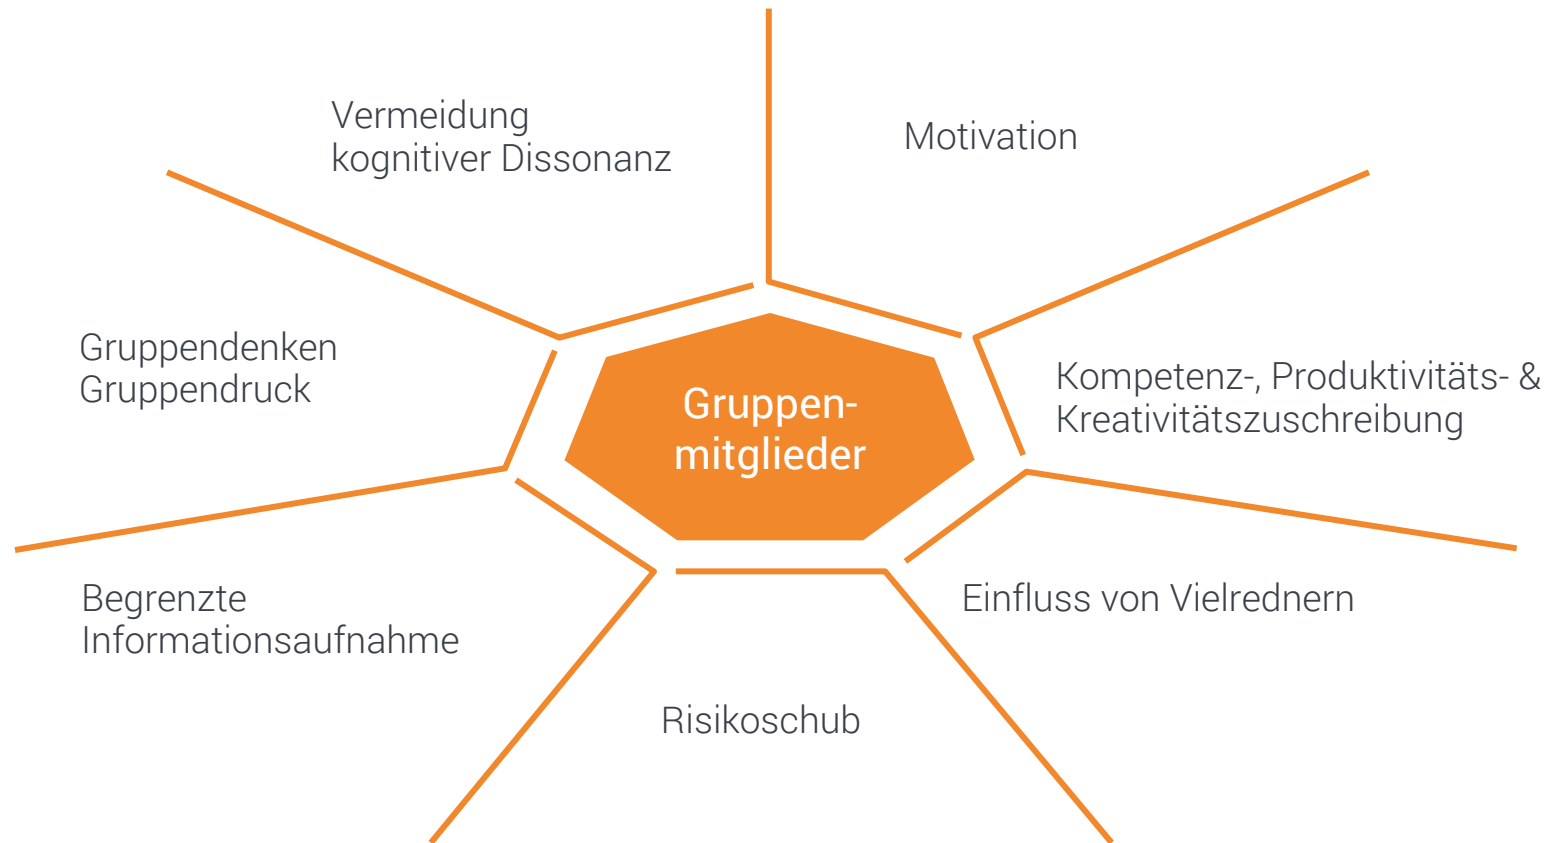 Vermeidung
kognitiver Dissonanz
Motivation
Gruppendenken
Gruppendruck
Kompetenz-, Produktivitäts- &
Kreativitätszuschreibung
Gruppen-
mitglieder
Begrenzte
Informationsaufnahme
Einfluss von Vielrednern
Risikoschub